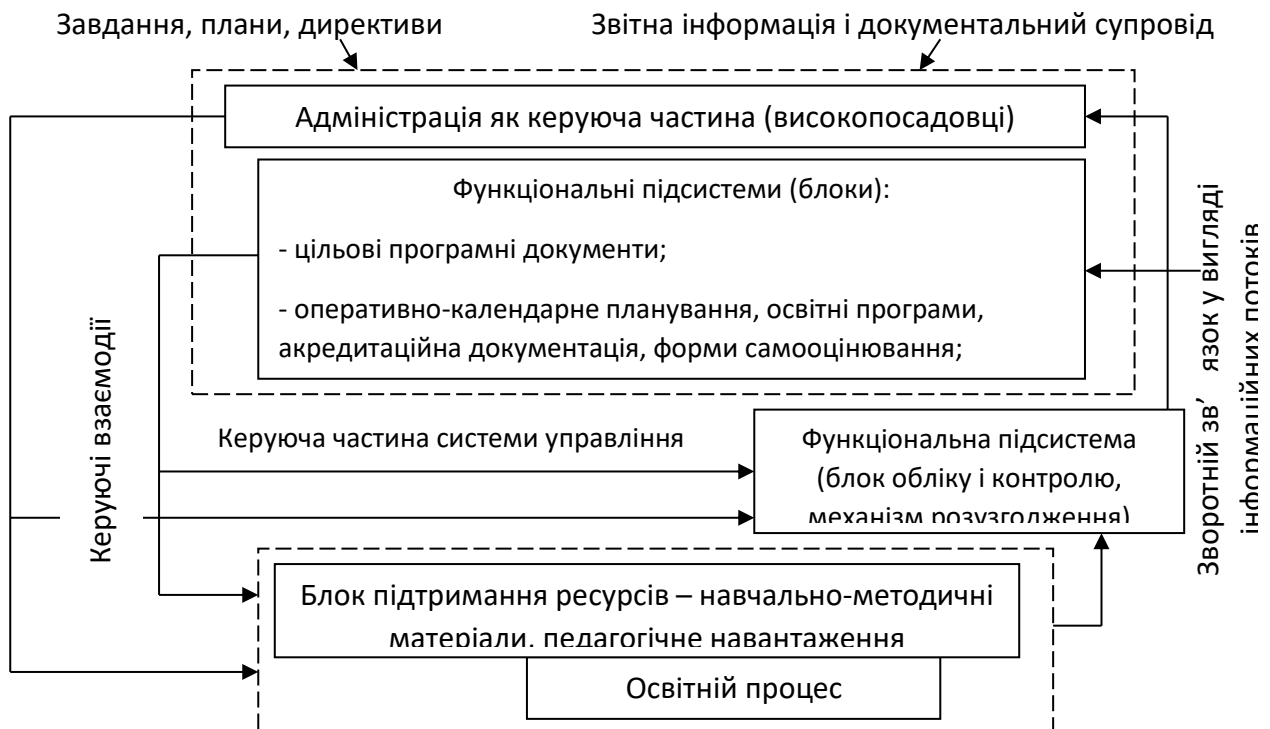 Завдання, плани, директиви
Звітна інформація і документальний супровід
Адміністрація як керуюча частина (високопосадовці)
Функціональні підсистеми (блоки):
- цільові програмні документи;
- оперативно-календарне планування, освітні програми,
акредитаційна документація, форми самооцінювання;
Керуюча частина системи управління
Функціональна підсистема
(блок обліку і контролю,
механізм розузгодження)
Блок підтримання ресурсів – навчально-методичні
матеріали, педагогічне навантаження
Освітній процес
Керуючі взаємодії
Зворотній зв’ язок у вигляді
інформаційних потоків